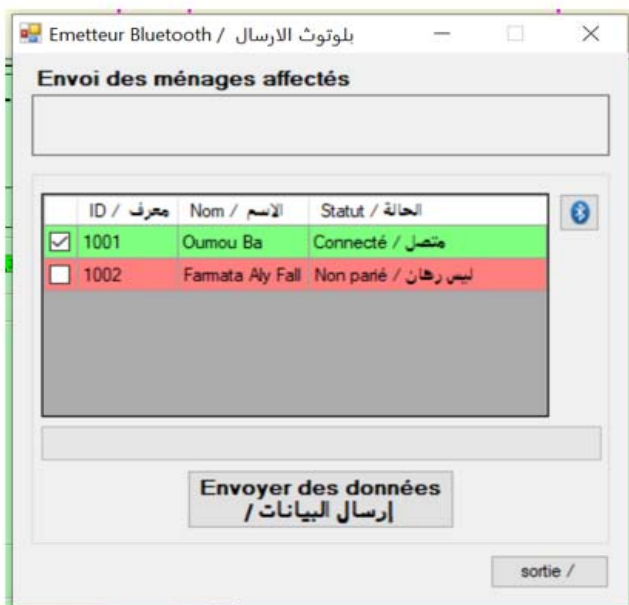 Emetteur Bluetooth / بلوتوث الارسال
Envoi des ménages affectés
ID / معرف Nom / الاسم Statut / الحالة
1001 Oumou Ba Connecté / متصل
1002 Farmata Aly Fall Non parié / ليس رهان
Envoyer des données
إرسال البيانات /
sortie /